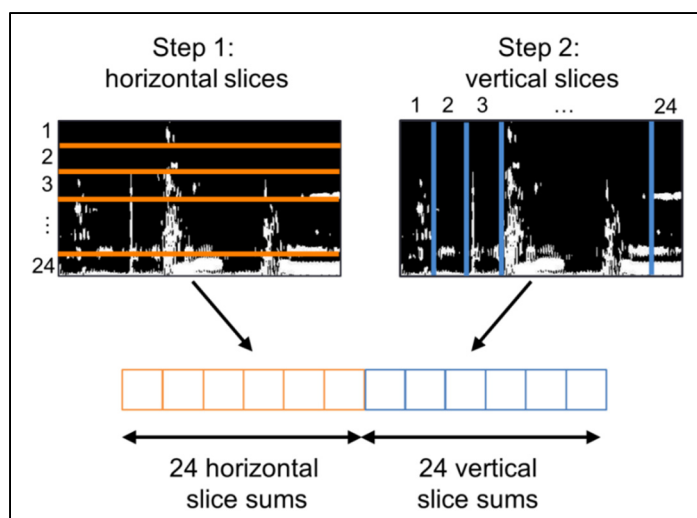 Step 1:
horizontal slices
Step 2:
vertical slices
1
2
3
⋮
24
1 2 3 … 24
24 horizontal
slice sums
24 vertical
slice sums